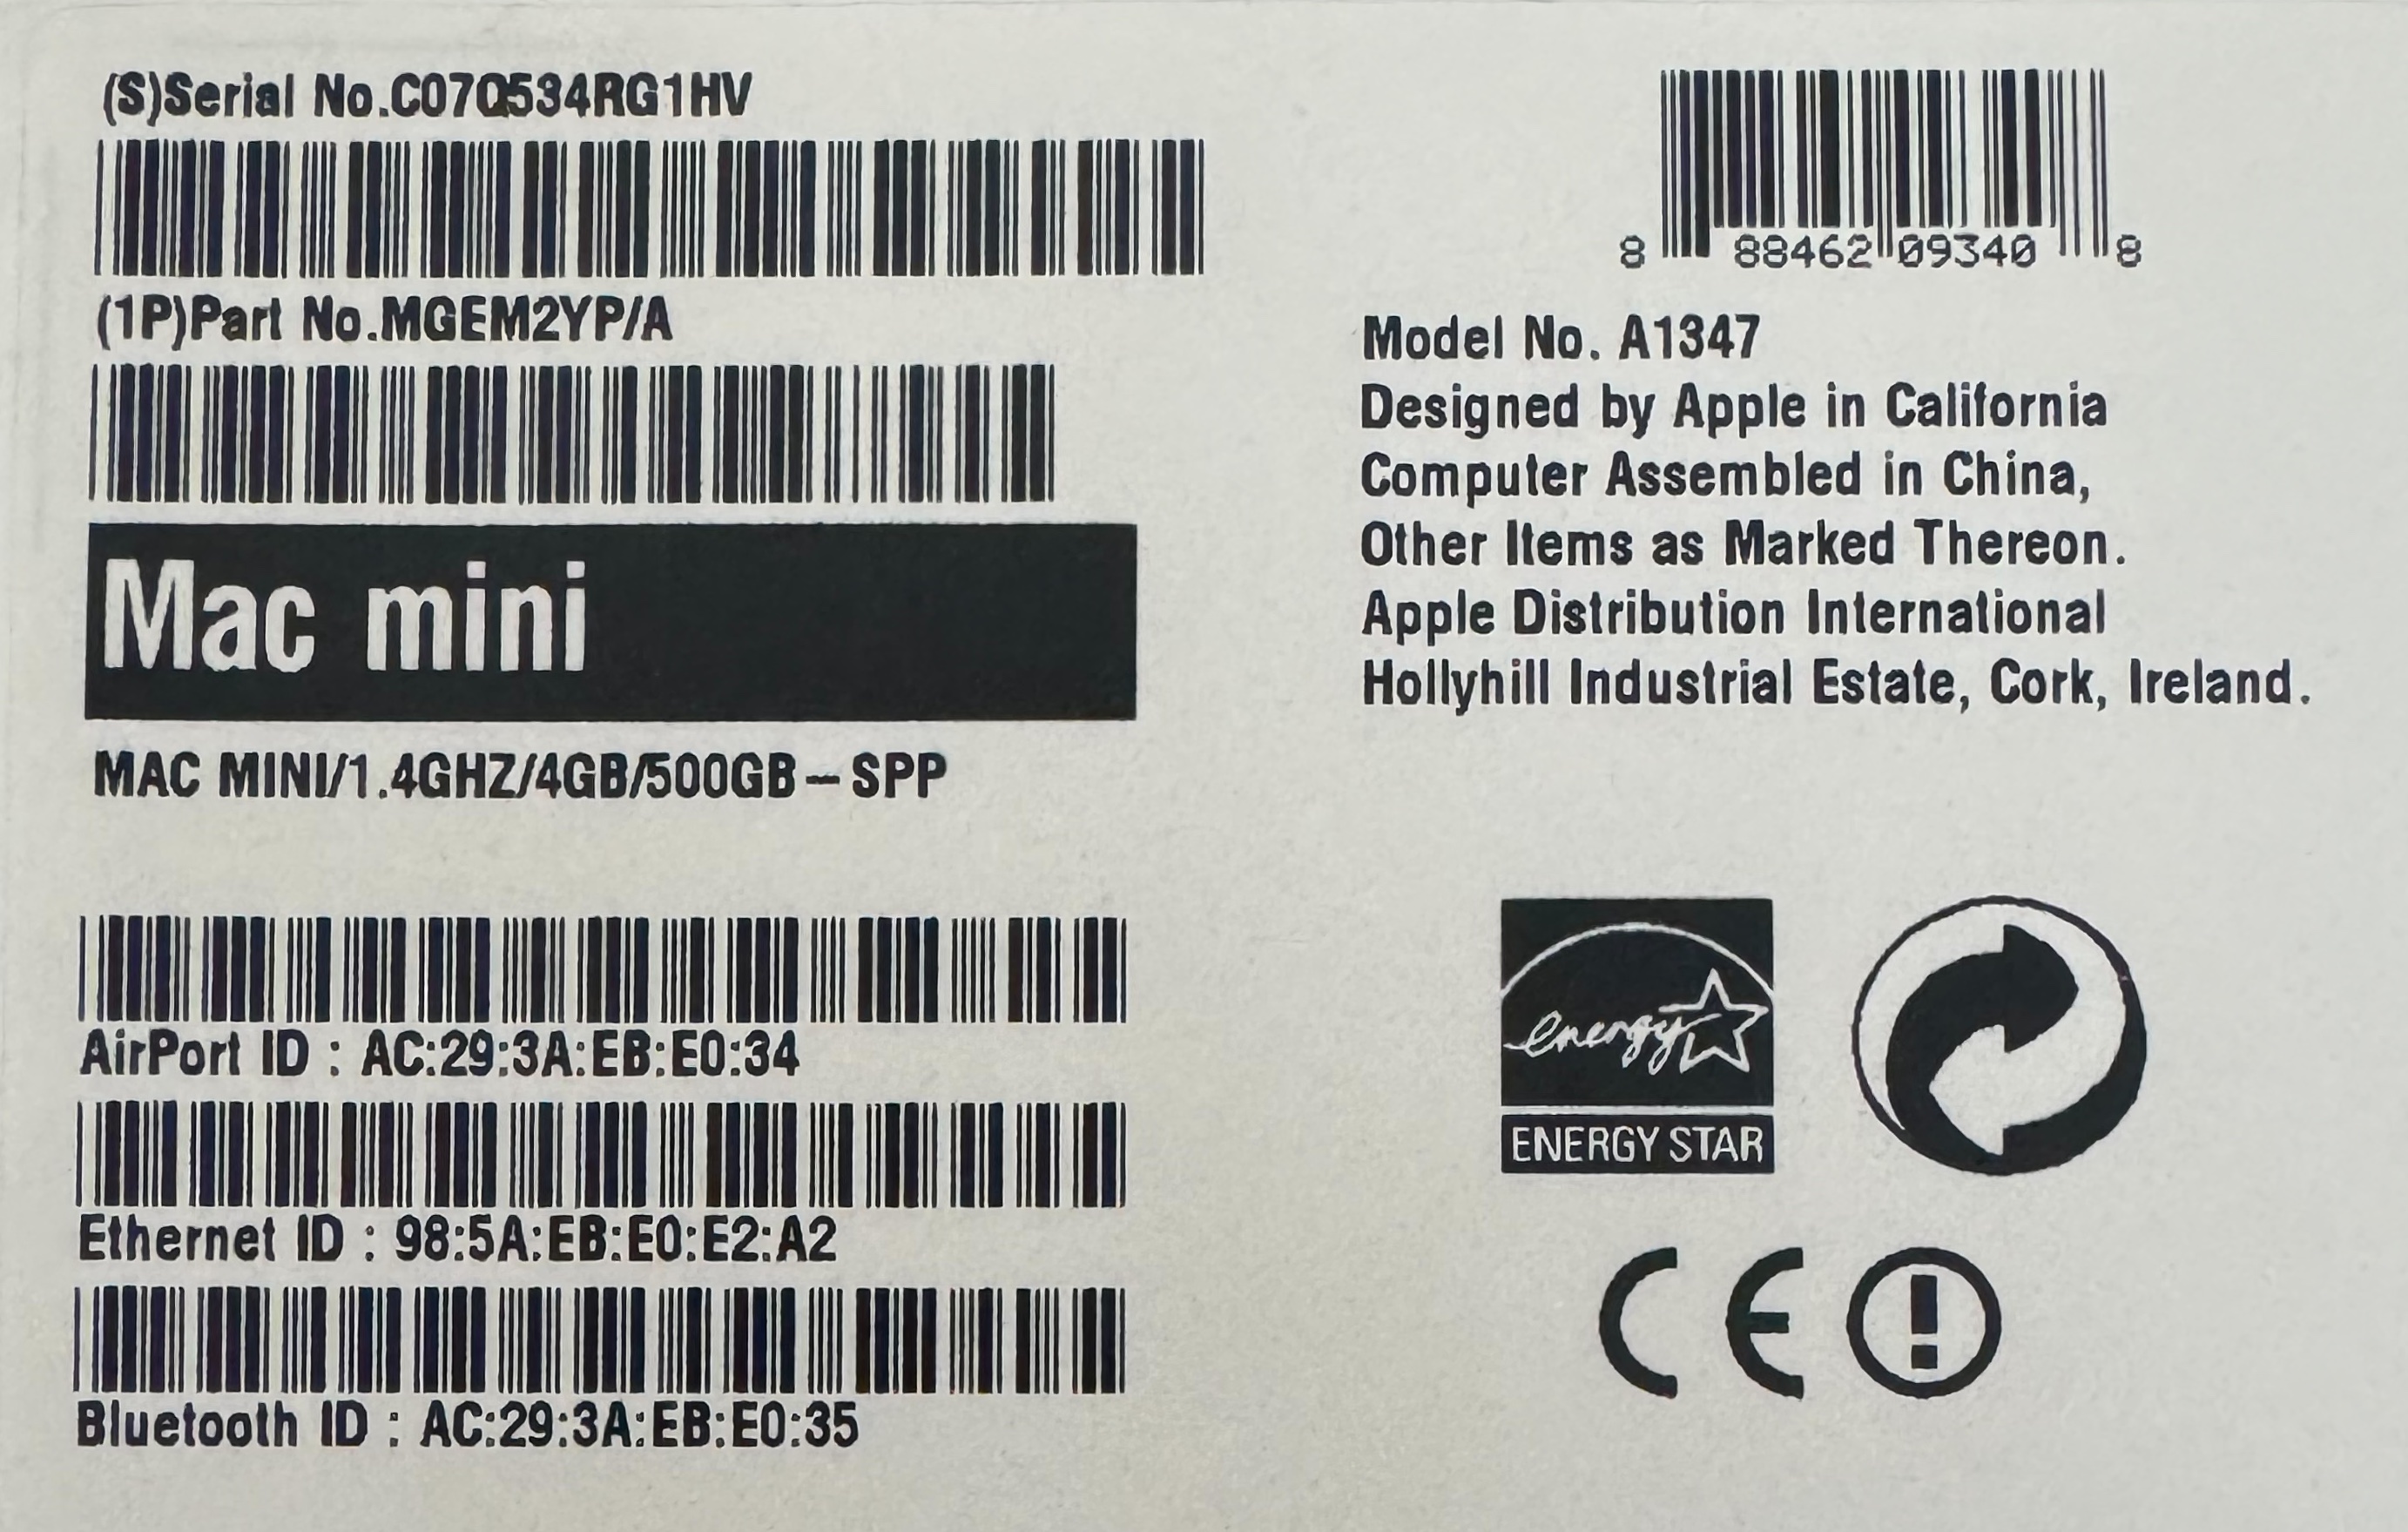 (S)Serial No.C07Q534RG1HV
(1P)Part No.MGEM2YP/A
Mac mini
MAC MINI/1.4GHZ/4GB/500GB–SPP
AirPort ID : AC:29:3A:EB:E0:34
Ethernet ID : 98:5A:EB:E0:E2:A2
Bluetooth ID : AC:29:3A:EB:E0:35
8 88462 09340 8
Model No. A1347
Designed by Apple in California
Computer Assembled in China,
Other Items as Marked Thereon.
Apple Distribution International
Hollyhill Industrial Estate, Cork, Ireland.
energy
ENERGY STAR
CE